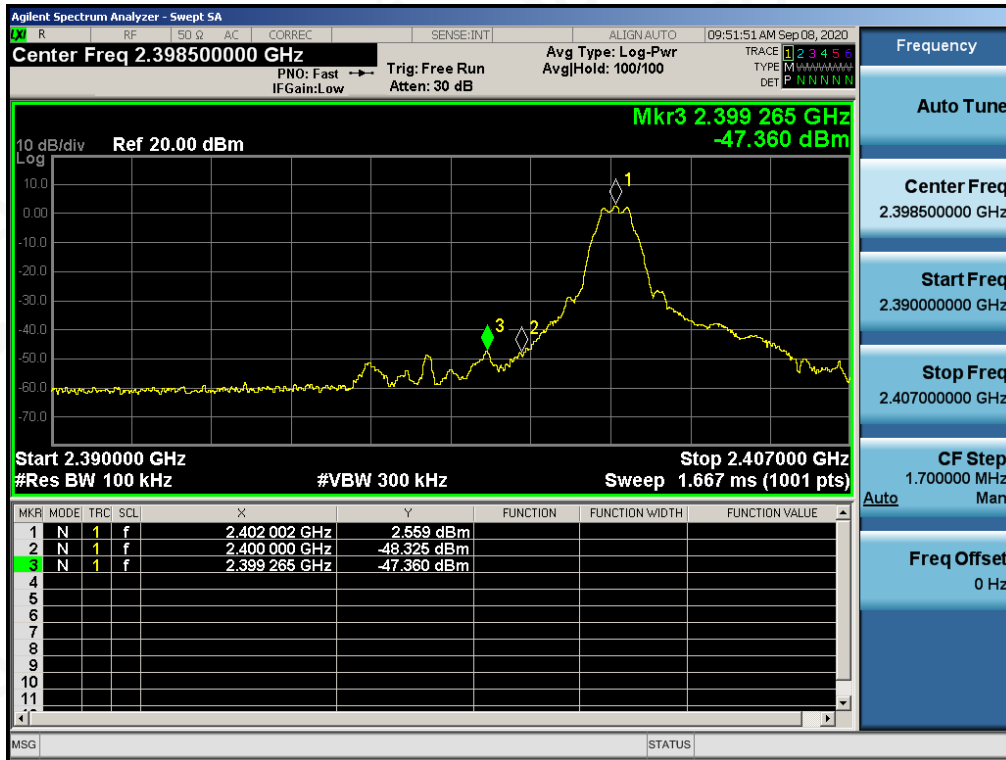 Agilent Spectrum Analyzer - Swept SA
LXI R RF 50 Ω AC CORREC SENSE:INT ALIGN AUTO 09:51:51 AM Sep 08, 2020
Center Freq 2.398500000 GHz
PNO: Fast
IFGain:Low
Trig: Free Run
Atten: 30 dB
Avg Type: Log-Pwr
Avg|Hold: 100/100
TRACE 1 2 3 4 5 6
TYPE M WWWWW
DET P N N N N N
Mkr3 2.399 265 GHz
-47.360 dBm
10 dB/div Ref 20.00 dBm
Log
10.0
0.00
-10.0
-20.0
-30.0
-40.0
-50.0
-60.0
-70.0
1
3
2
Start 2.390000 GHz Stop 2.407000 GHz
#Res BW 100 kHz #VBW 300 kHz Sweep 1.667 ms (1001 pts)
MKR MODE TRC SCL X Y FUNCTION FUNCTION WIDTH FUNCTION VALUE
1 N 1 f 2.402 002 GHz 2.559 dBm
2 N 1 f 2.400 000 GHz -48.325 dBm
3 N 1 f 2.399 265 GHz -47.360 dBm
4
5
6
7
8
9
10
11
MSG STATUS
Frequency
Auto Tune
Center Freq
2.398500000 GHz
Start Freq
2.390000000 GHz
Stop Freq
2.407000000 GHz
CF Step
1.700000 MHz
Auto Man
Freq Offset
0 Hz